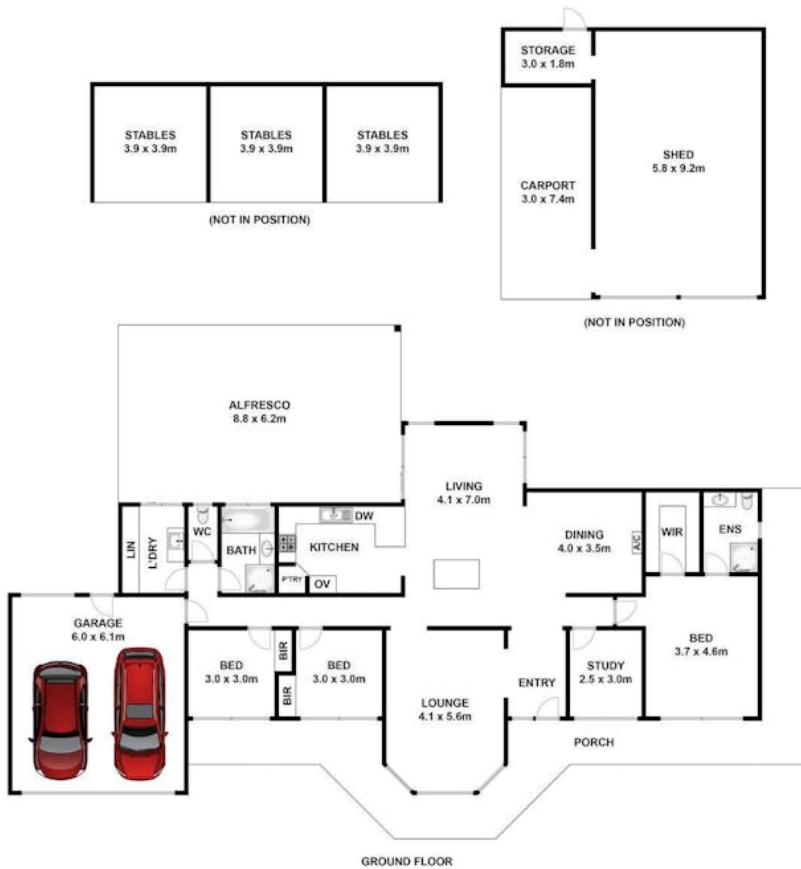 STORAGE
3.0 x 1.8m
STABLES
3.9 x 3.9m
STABLES
3.9 x 3.9m
STABLES
3.9 x 3.9m
(NOT IN POSITION)
SHED
5.8 x 9.2m
CARPORT
3.0 x 7.4m
(NOT IN POSITION)
ALFRESCO
8.8 x 6.2m
LIVING
4.1 x 7.0m
LIN
L'DRY
WC
BATH
DW
KITCHEN
P'TRY
OV
DINING
4.0 x 3.5m
A/C
WIR
ENS
GARAGE
6.0 x 6.1m
BED
3.0 x 3.0m
BIR
BIR
BED
3.0 x 3.0m
LOUNGE
4.1 x 5.6m
ENTRY
STUDY
2.5 x 3.0m
BED
3.7 x 4.6m
PORCH
GROUND FLOOR